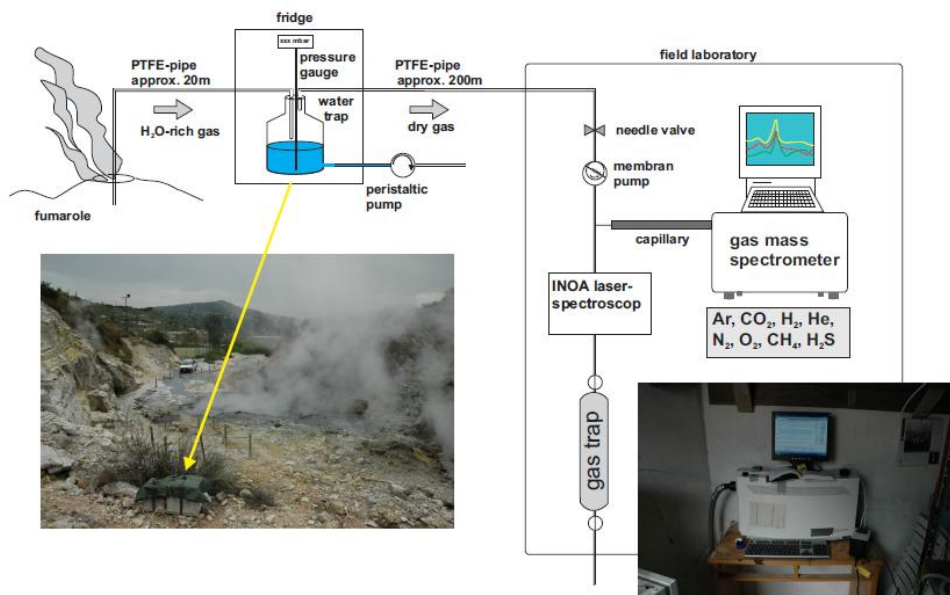 fridge
xxx mbar
pressure
gauge
water
trap
PTFE-pipe
approx. 20m
H₂O-rich gas
fumarole
PTFE-pipe
approx. 200m
dry gas
peristaltic
pump
field laboratory
needle valve
membran
pump
capillary
gas mass
spectrometer
INOA laser-
spectroscop
Ar, CO₂, H₂, He,
N₂, O₂, CH₄, H₂S
gas trap